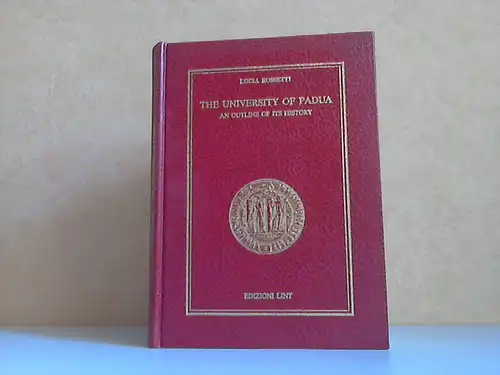 LUCIA ROSSETTI
THE UNIVERSITY OF PADUA
AN OUTLINE OF ITS HISTORY
EDIZIONI LINT